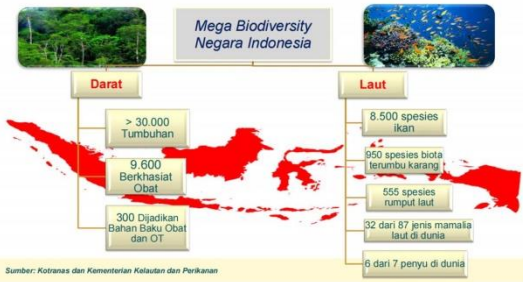 Mega Biodiversity
Negara Indonesia
Darat
> 30.000
Tumbuhan
9.600
Berkhasiat
Obat
300 Dijadikan
Bahan Baku Obat
dan OT
Laut
8.500 spesies
ikan
950 spesies biota
terumbu karang
555 spesies
rumput laut
32 dari 87 jenis mamalia
laut di dunia
6 dari 7 penyu di dunia
Sumber: Kotranas dan Kementerian Kelautan dan Perikanan